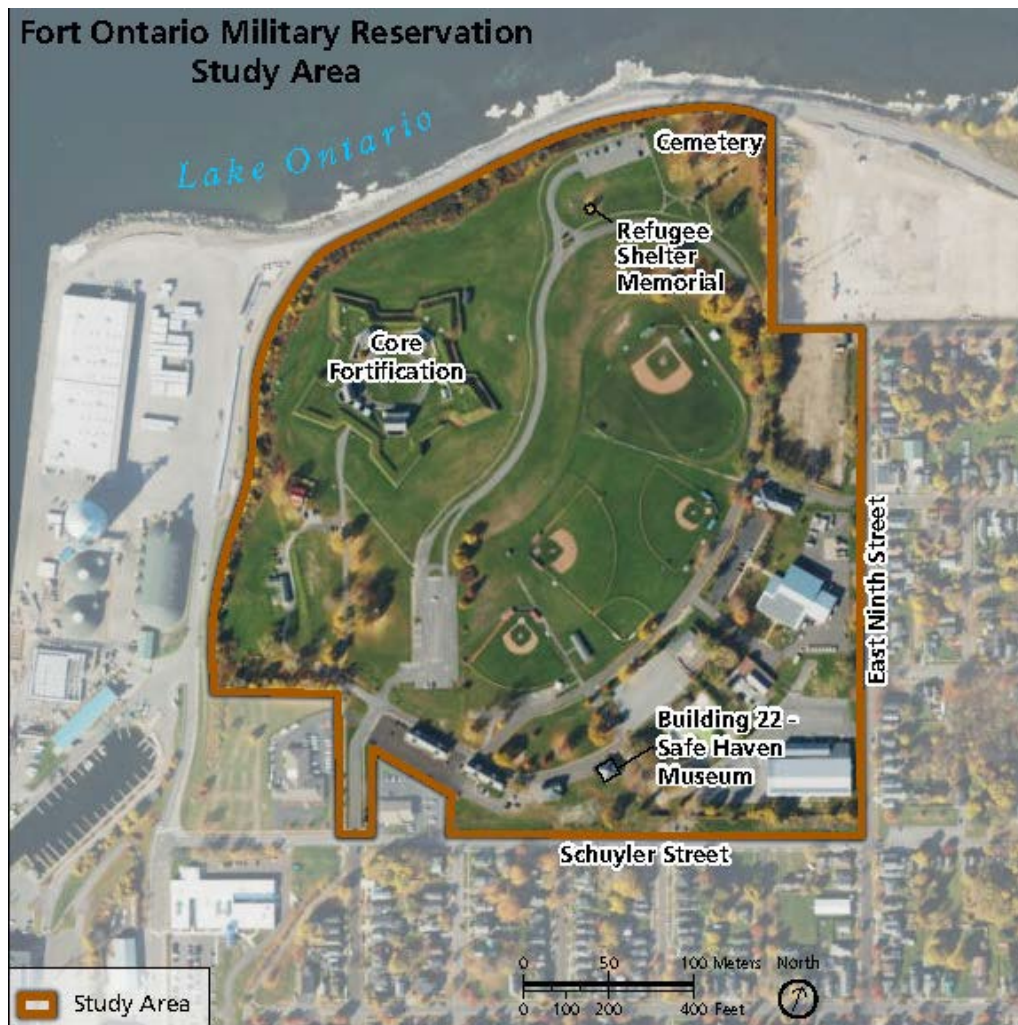 Fort Ontario Military Reservation
Study Area
Lake Ontario
Cemetery
Refugee
Shelter
Memorial
Core
Fortification
East Ninth Street
Building 22 -
Safe Haven
Museum
Schuyler Street
0 50 100 Meters North
0 100 200 400 Feet
Study Area